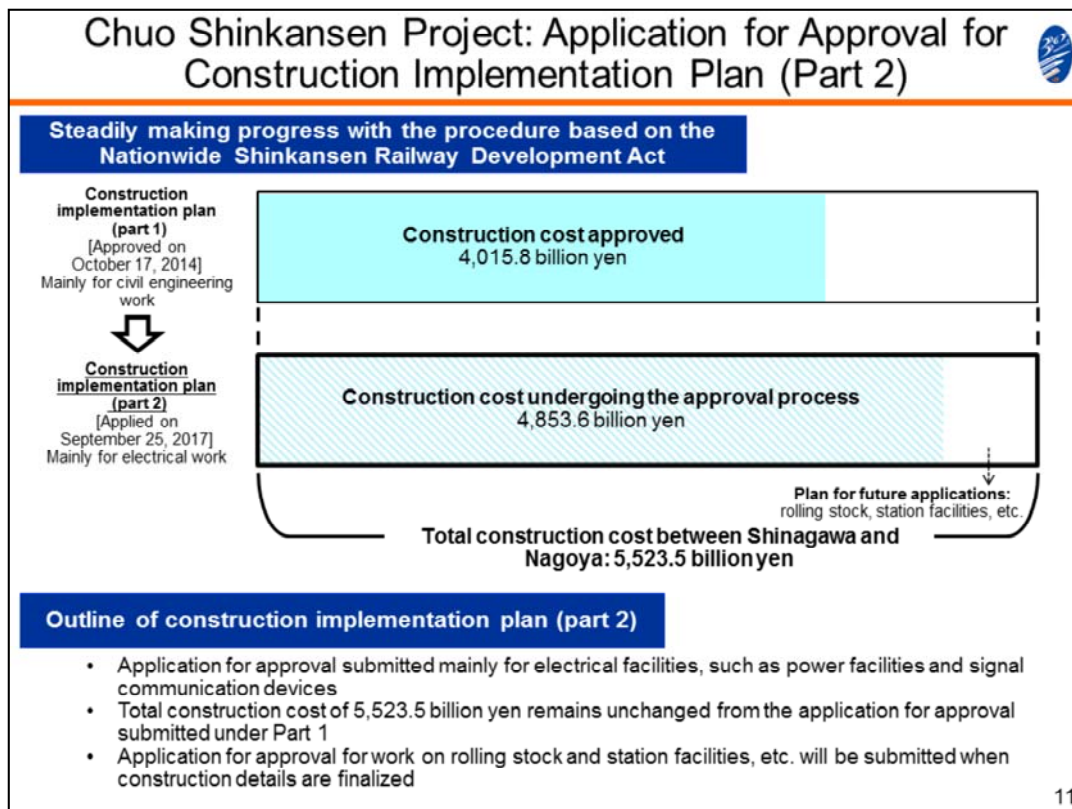 Chuo Shinkansen Project: Application for Approval for
Construction Implementation Plan (Part 2)
Steadily making progress with the procedure based on the
Nationwide Shinkansen Railway Development Act
Construction
implementation plan
(part 1)
[Approved on
October 17, 2014]
Mainly for civil engineering
work
Construction cost approved
4,015.8 billion yen
Construction
implementation plan
(part 2)
[Applied on
September 25, 2017]
Mainly for electrical work
Construction cost undergoing the approval process
4,853.6 billion yen
Plan for future applications:
rolling stock, station facilities, etc.
Total construction cost between Shinagawa and
Nagoya: 5,523.5 billion yen
Outline of construction implementation plan (part 2)
• Application for approval submitted mainly for electrical facilities, such as power facilities and signal
communication devices
• Total construction cost of 5,523.5 billion yen remains unchanged from the application for approval
submitted under Part 1
• Application for approval for work on rolling stock and station facilities, etc. will be submitted when
construction details are finalized
11